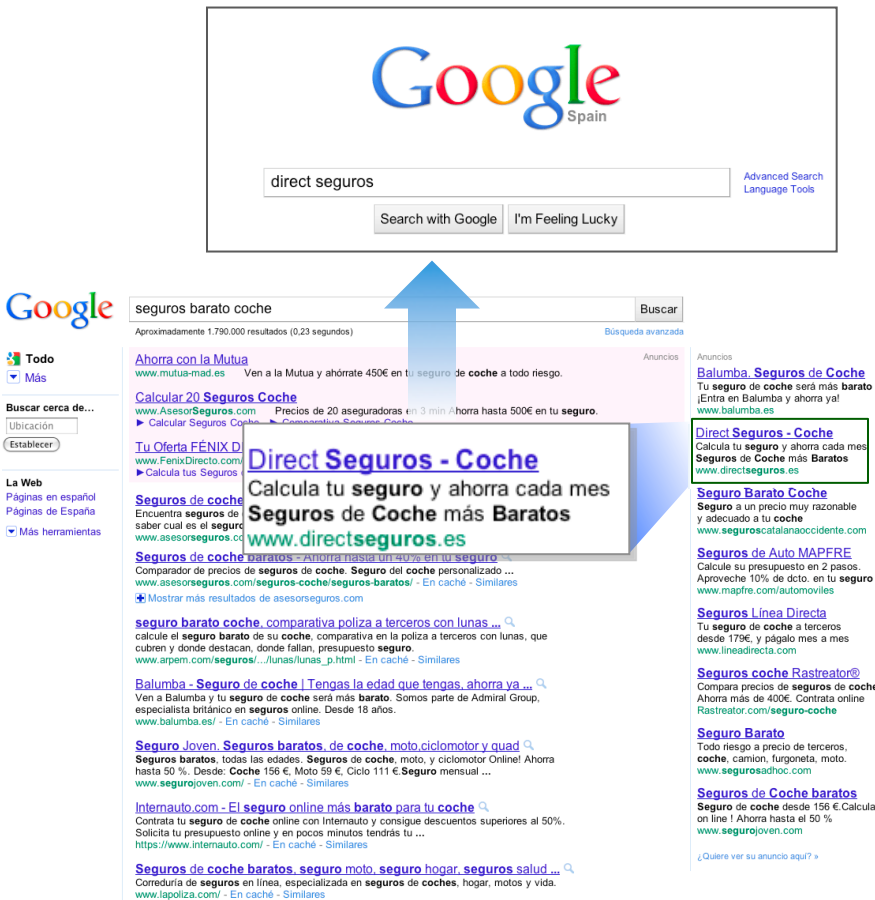 Google
Spain
direct seguros
Advanced Search
Language Tools
Search with Google
I'm Feeling Lucky
Google
seguros barato coche
Buscar
Aproximadamente 1.790.000 resultados (0,23 segundos)
Búsqueda avanzada
Todo
Más
Buscar cerca de...
Ubicación
Establecer
La Web
Páginas en español
Páginas de España
Más herramientas
Anuncios
Ahorra con la Mutua
www.mutua-mad.es Ven a la Mutua y ahórrate 450€ en tu seguro de coche a todo riesgo.
Calcular 20 Seguros Coche
www.AsesorSeguros.com Precios de 20 aseguradoras en 3 min Ahorra hasta 500€ en tu seguro.
Calcular Seguros Coche Comparativa Seguros Coche
Tu Oferta FÉNIX D
www.FenixDirecto.com/
Calcula tus Seguros
Direct Seguros - Coche
Calcula tu seguro y ahorra cada mes
Seguros de Coche más Baratos
www.directseguros.es
Seguros de coche
Encuentra seguros de
saber cual es el seguro
www.asesorseguros.co
Seguros de coche baratos - Ahorra hasta un 40% en tu seguro
Comparador de precios de seguros de coche. Seguro del coche personalizado ...
www.asesorseguros.com/seguros-coche/seguros-baratos/ - En caché - Similares
Mostrar más resultados de asesorseguros.com
seguro barato coche, comparativa poliza a terceros con lunas ...
calcule el seguro barato de su coche, comparativa en la poliza a terceros con lunas, que
cubren y donde destacan, donde fallan, presupuesto seguro.
www.arpem.com/seguros/.../lunas/lunas_p.html - En caché - Similares
Balumba - Seguro de coche | Tengas la edad que tengas, ahorra ya ...
Ven a Balumba y tu seguro de coche será más barato. Somos parte de Admiral Group,
especialista británico en seguros online. Desde 18 años.
www.balumba.es/ - En caché - Similares
Seguro Joven. Seguros baratos, de coche, moto,ciclomotor y quad
Seguros baratos, todas las edades. Seguros de coche, moto, y ciclomotor Online! Ahorra
hasta 50 %. Desde: Coche 156 €, Moto 59 €, Ciclo 111 €.Seguro mensual ...
www.segurojoven.com/ - En caché - Similares
Internauto.com - El seguro online más barato para tu coche
Contrata tu seguro de coche online con Internauto y consigue descuentos superiores al 50%.
Solicita tu presupuesto online y en pocos minutos tendrás tu ...
https://www.internauto.com/ - En caché - Similares
Seguros de coche baratos, seguro moto, seguro hogar, seguros salud ...
Correduría de seguros en línea, especializada en seguros de coches, hogar, motos y vida.
www.lapoliza.com/ - En caché - Similares
Anuncios
Balumba. Seguros de Coche
Tu seguro de coche será más barato
¡Entra en Balumba y ahorra ya!
www.balumba.es
Direct Seguros - Coche
Calcula tu seguro y ahorra cada mes
Seguros de Coche más Baratos
www.directseguros.es
Seguro Barato Coche
Seguro a un precio muy razonable
y adecuado a tu coche
www.seguroscatalanaoccidente.com
Seguros de Auto MAPFRE
Calcule su presupuesto en 2 pasos.
Aproveche 10% de dcto. en tu seguro
www.mapfre.com/automoviles
Seguros Línea Directa
Tu seguro de coche a terceros
desde 179€, y págalo mes a mes
www.lineadirecta.com
Seguros coche Rastreator®
Compara precios de seguros de coche
Ahorra más de 400€. Contrata online
Rastreator.com/seguro-coche
Seguro Barato
Todo riesgo a precio de terceros,
coche, camion, furgoneta, moto.
www.segurosadhoc.com
Seguros de Coche baratos
Seguro de coche desde 156 €.Calcula
on line ! Ahorra hasta el 50 %
www.segurojoven.com
¿Quiere ver su anuncio aquí? »